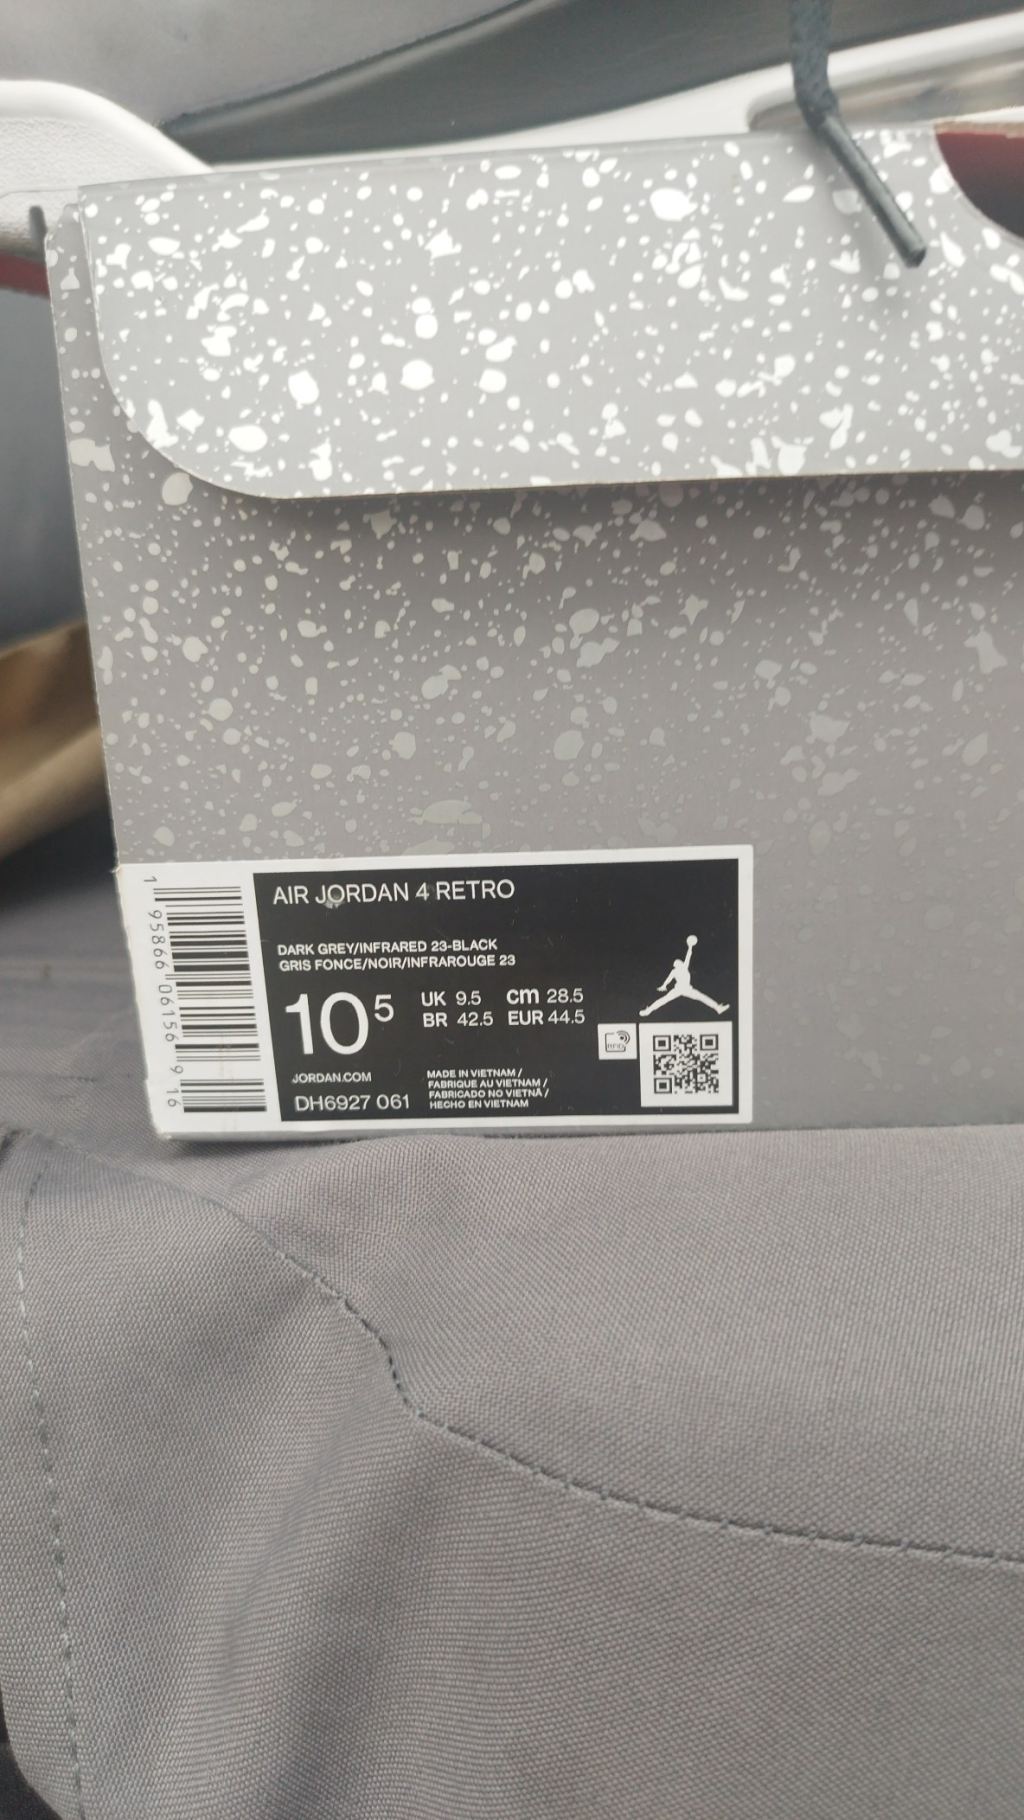 AIR JORDAN 4 RETRO
DARK GREY/INFRARED 23-BLACK
GRIS FONCE/NOIR/INFRAROUGE 23
10⁵
UK 9.5 cm 28.5
BR 42.5 EUR 44.5
RFID
JORDAN.COM
DH6927 061
MADE IN VIETNAM /
FABRIQUE AU VIETNAM /
FABRICADO NO VIETNÃ /
HECHO EN VIETNAM
1 95866 06156 9 16